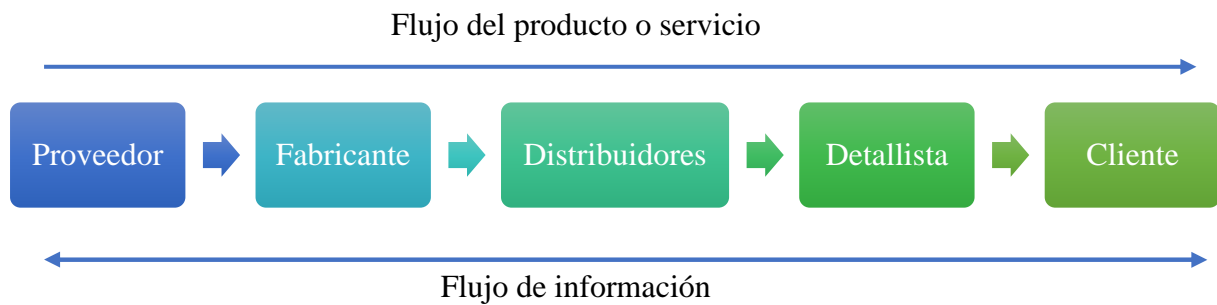 Flujo del producto o servicio
Proveedor
Fabricante
Distribuidores
Detallista
Cliente
Flujo de información